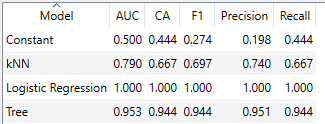 Model AUC CA F1 Precision Recall
Constant 0.500 0.444 0.274 0.198 0.444
kNN 0.790 0.667 0.697 0.740 0.667
Logistic Regression 1.000 1.000 1.000 1.000 1.000
Tree 0.953 0.944 0.944 0.951 0.944